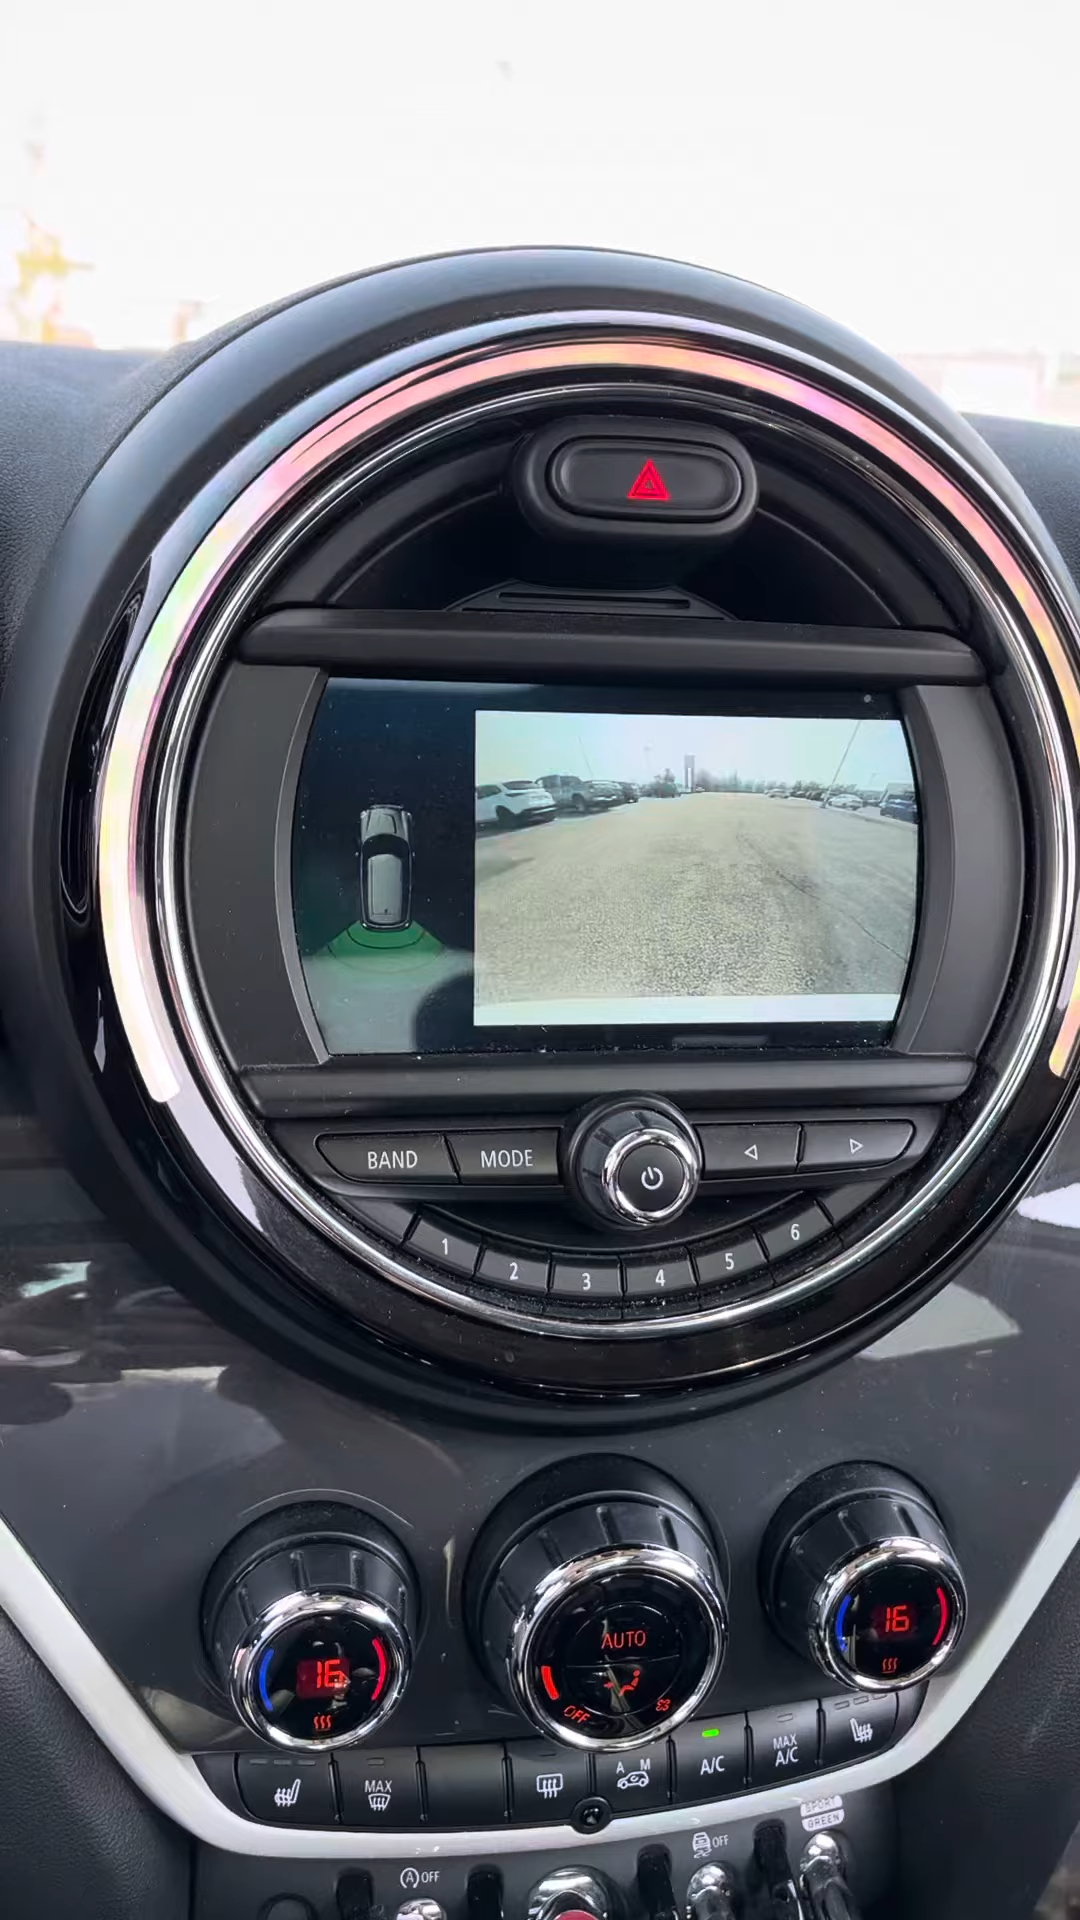 BAND MODE
1 2 3 4 5 6
16 AUTO 16
OFF
MAX A M A/C MAX A/C
SPORT
GREEN
A OFF OFF